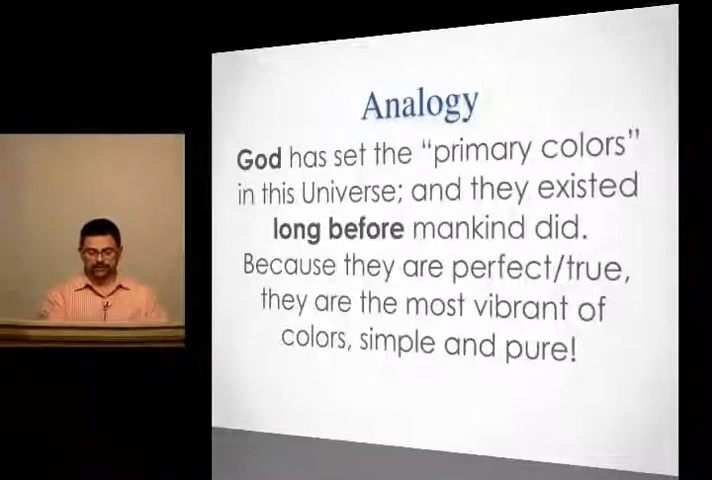 Analogy
God has set the “primary colors”
in this Universe; and they existed
long before mankind did.
Because they are perfect/true,
they are the most vibrant of
colors, simple and pure!